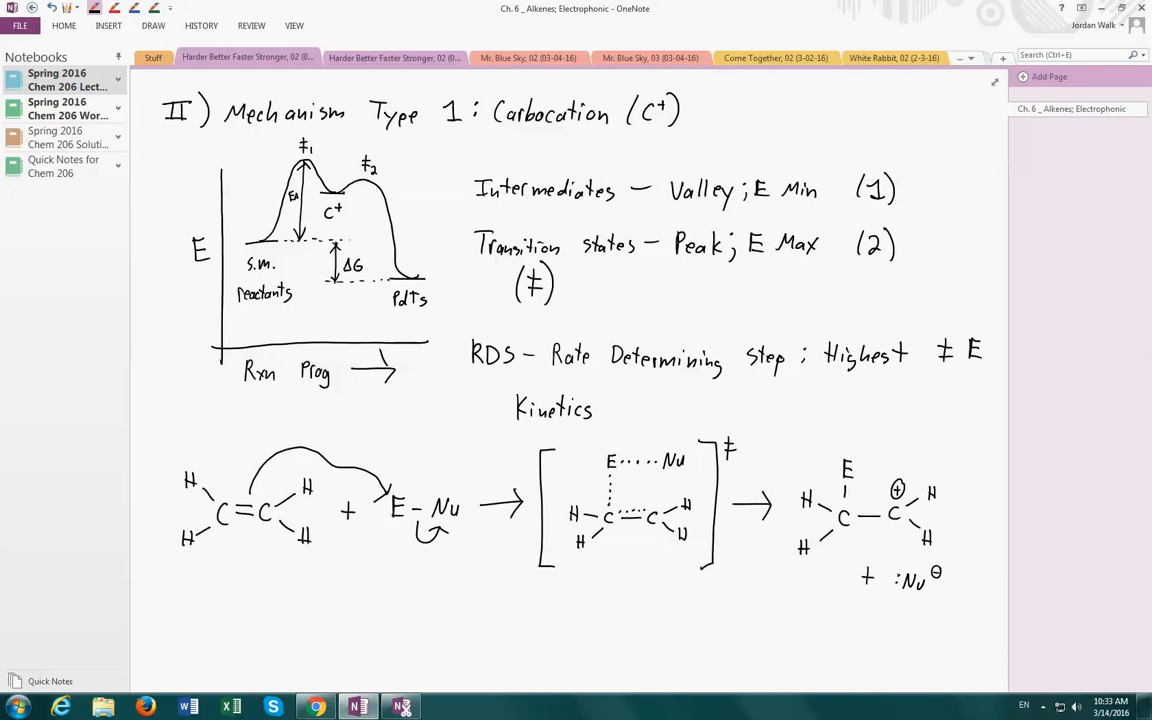 Ch. 6 _ Alkenes; Electrophonic - OneNote
FILE HOME INSERT DRAW HISTORY REVIEW VIEW
Jordan Walk
Notebooks
Spring 2016
Chem 206 Lect...
Spring 2016
Chem 206 Wor...
Spring 2016
Chem 206 Soluti...
Quick Notes for
Chem 206
Quick Notes
Stuff
Harder Better Faster Stronger, 02 (0...
Harder Better Faster Stronger, 02 (0...
Mr. Blue Sky, 02 (03-04-16)
Mr. Blue Sky, 03 (03-04-16)
Come Together, 02 (3-02-16)
White Rabbit, 02 (2-3-16)
Search (Ctrl+E)
Add Page
Ch. 6 _ Alkenes; Electrophonic
II) Mechanism Type 1: Carbocation (C+)
‡1
‡2
Ea
C+
E
S.M.
reactants
ΔG
Pdts
Rxn Prog →
Intermediates - Valley; E Min (1)
Transition states - Peak; E Max (2)
(‡)
RDS - Rate Determining step: Highest ‡ E
Kinetics
H H
C=C + E-Nu →
H H
[ E·····Nu ]‡
H-C=C H
H H
→
E
H C-C ⊕ H
H H
+ :Nu⊖
EN
10:33 AM
3/14/2016